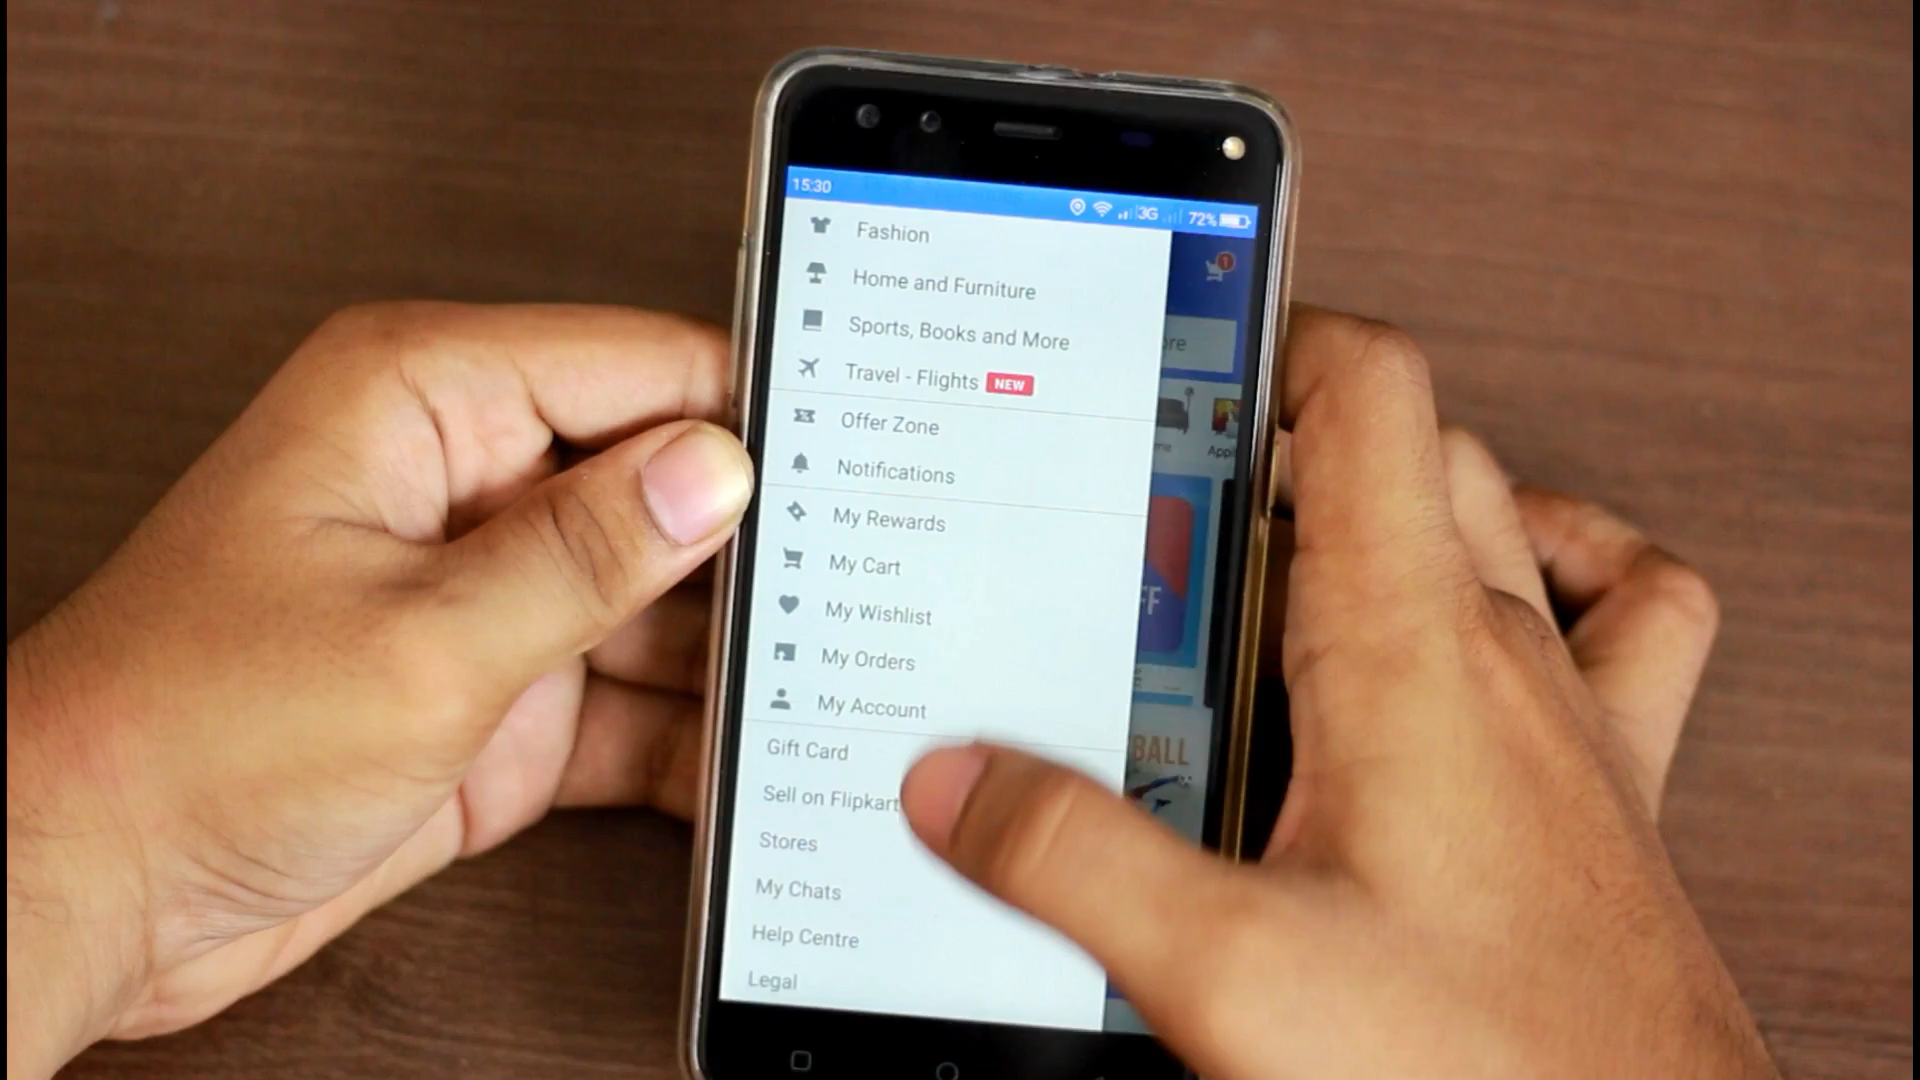 15:30
3G
72%
1
Fashion
Home and Furniture
Sports, Books and More
Travel - Flights NEW
Offer Zone
Notifications
My Rewards
My Cart
My Wishlist
My Orders
My Account
Gift Card
Sell on Flipkart
Stores
My Chats
Help Centre
Legal
BALL